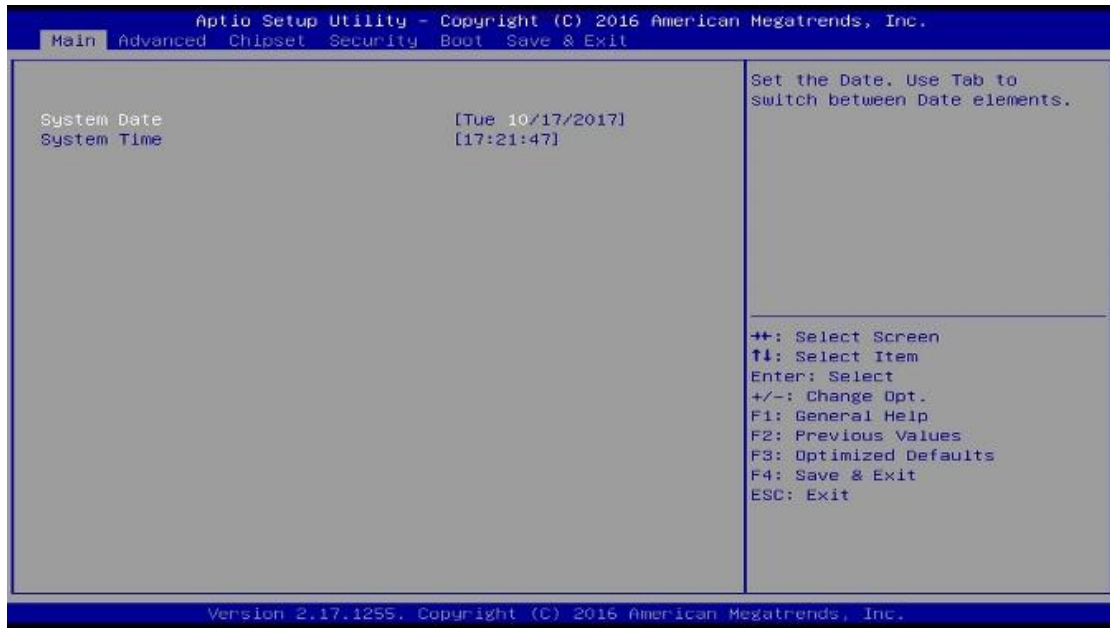 Aptio Setup Utility - Copyright (C) 2016 American Megatrends, Inc.
Main Advanced Chipset Security Boot Save & Exit
System Date [Tue 10/17/2017]
System Time [17:21:47]
Set the Date. Use Tab to
switch between Date elements.
→←: Select Screen
↑↓: Select Item
Enter: Select
+/-: Change Opt.
F1: General Help
F2: Previous Values
F3: Optimized Defaults
F4: Save & Exit
ESC: Exit
Version 2.17.1255. Copyright (C) 2016 American Megatrends, Inc.